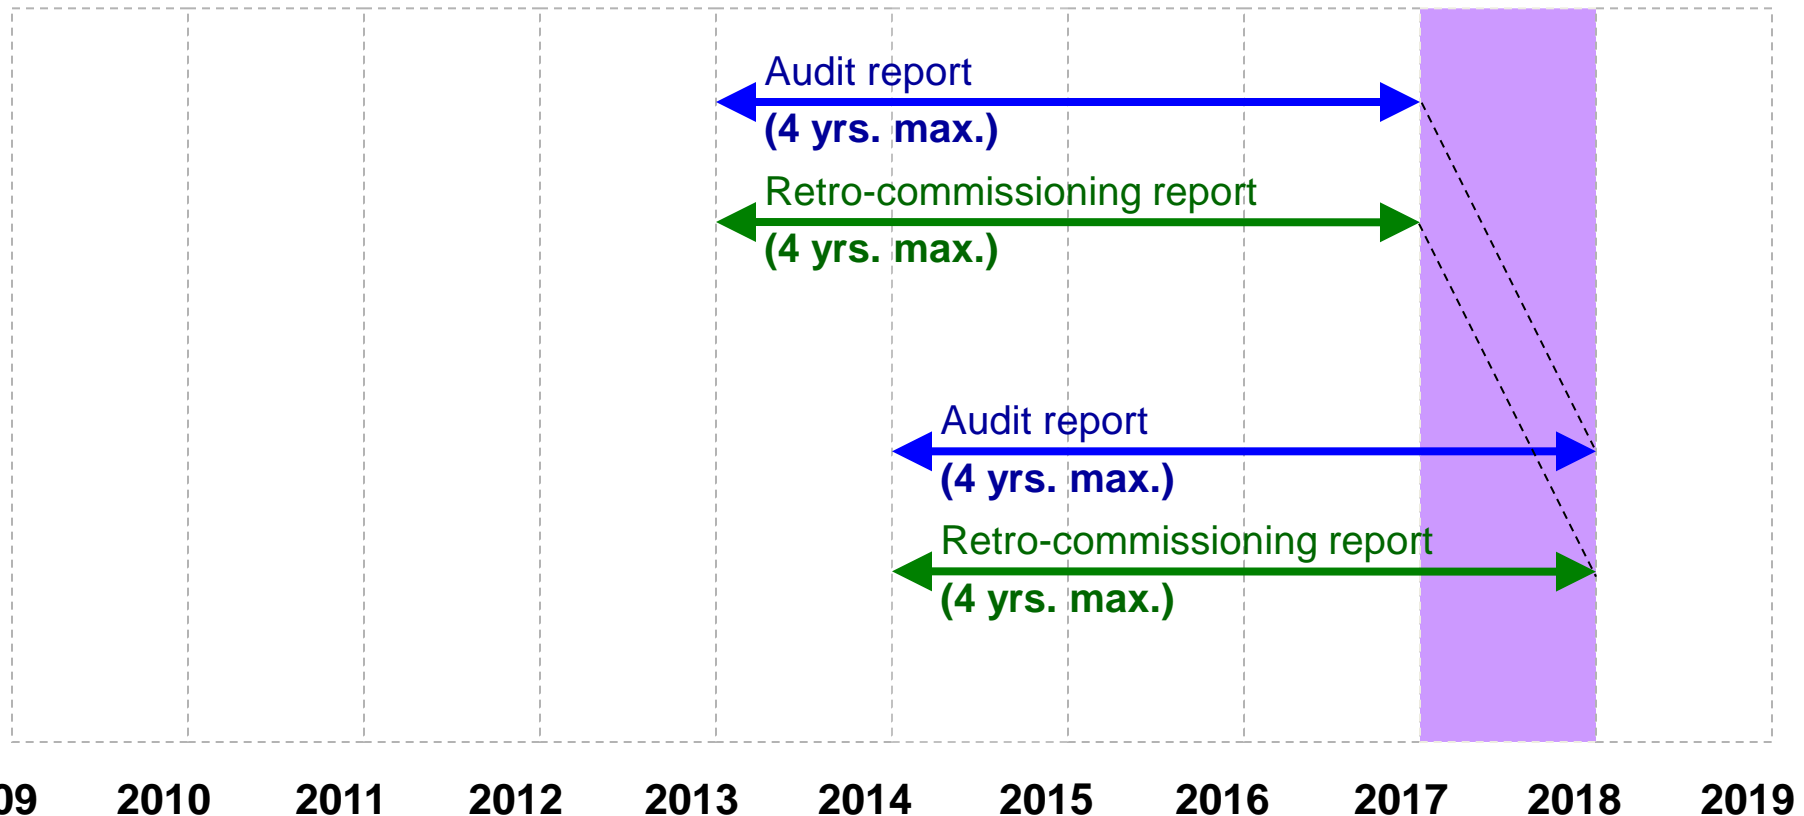 Audit report
(4 yrs. max.)
Retro-commissioning report
(4 yrs. max.)
Audit report
(4 yrs. max.)
Retro-commissioning report
(4 yrs. max.)
09 2010 2011 2012 2013 2014 2015 2016 2017 2018 2019